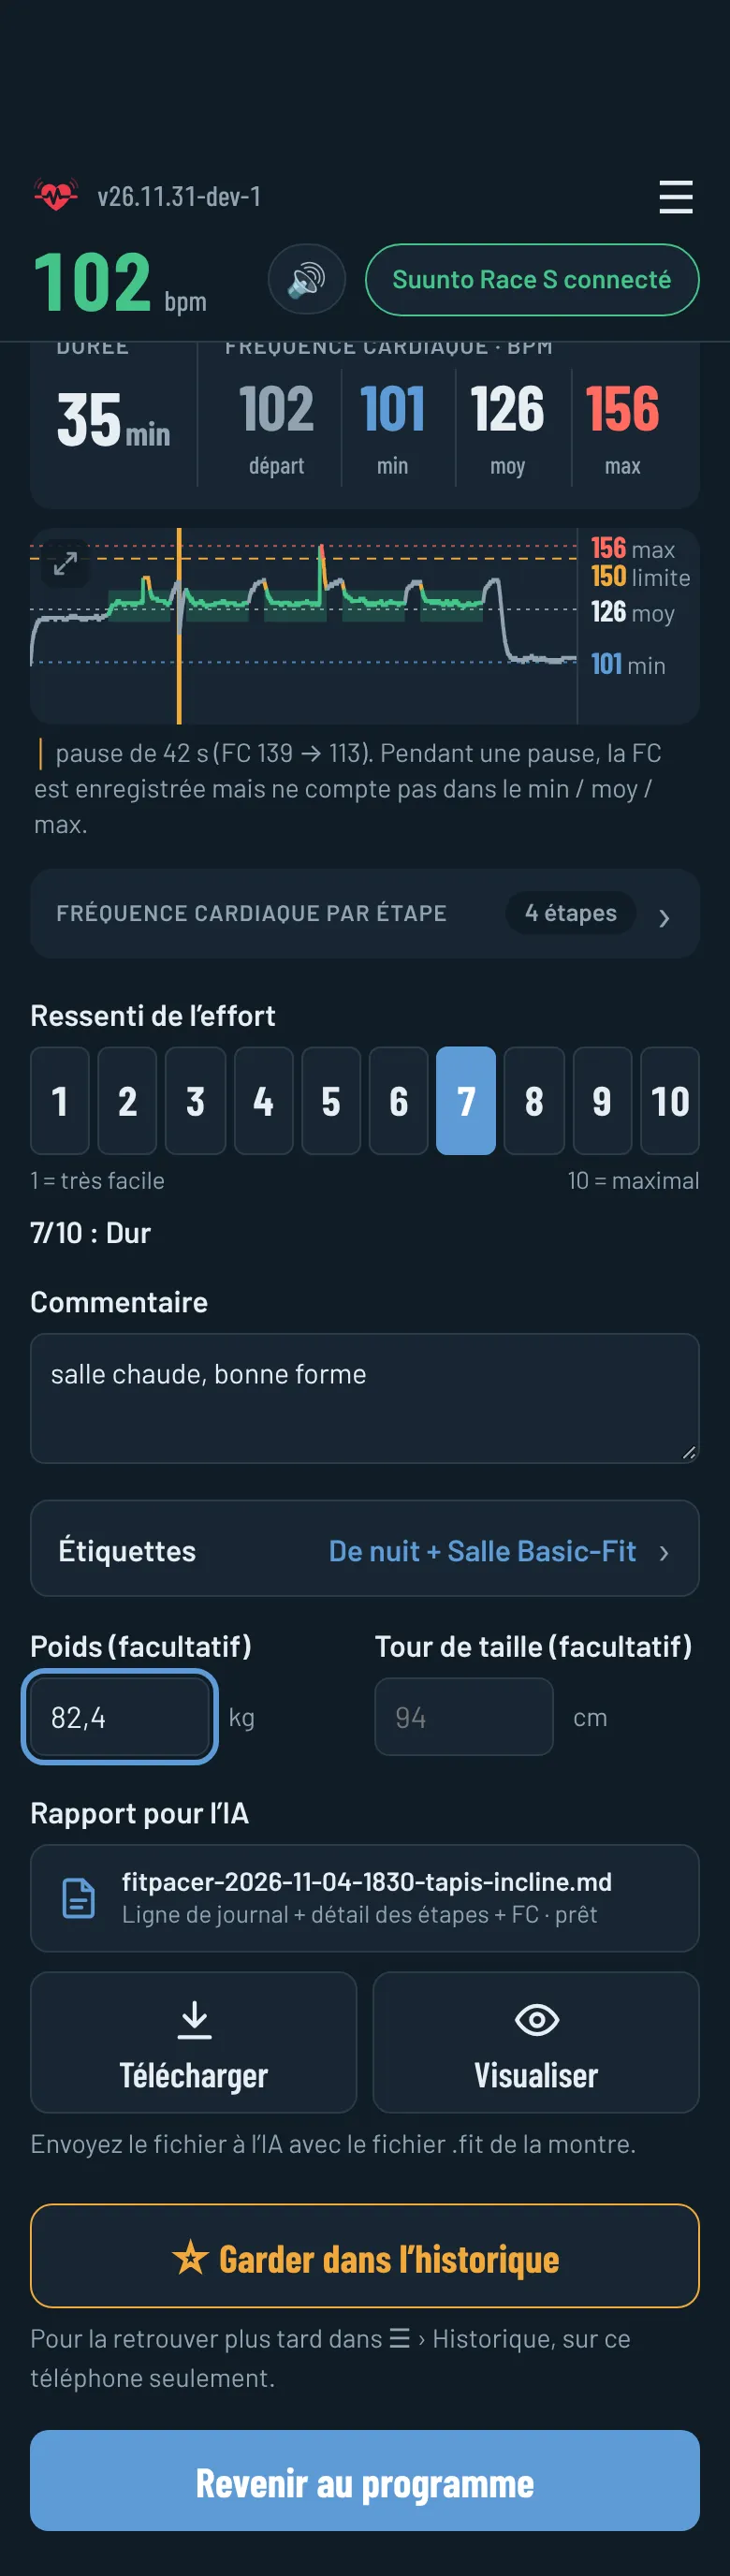 v26.11.31-dev-1
102 bpm
Suunto Race S connecté
DURÉE
FRÉQUENCE CARDIAQUE · BPM
35 min
102 départ
101 min
126 moy
156 max
156 max
150 limite
126 moy
101 min
pause de 42 s (FC 139 → 113). Pendant une pause, la FC
est enregistrée mais ne compte pas dans le min / moy /
max.
FRÉQUENCE CARDIAQUE PAR ÉTAPE
4 étapes ›
Ressenti de l’effort
1 2 3 4 5 6 7 8 9 10
1 = très facile
10 = maximal
7/10 : Dur
Commentaire
salle chaude, bonne forme
Étiquettes
De nuit + Salle Basic-Fit ›
Poids (facultatif)
82,4 kg
Tour de taille (facultatif)
94 cm
Rapport pour l’IA
fitpacer-2026-11-04-1830-tapis-incline.md
Ligne de journal + détail des étapes + FC · prêt
Télécharger
Visualiser
Envoyez le fichier à l’IA avec le fichier .fit de la montre.
Garder dans l’historique
Pour la retrouver plus tard dans ☰ › Historique, sur ce
téléphone seulement.
Revenir au programme